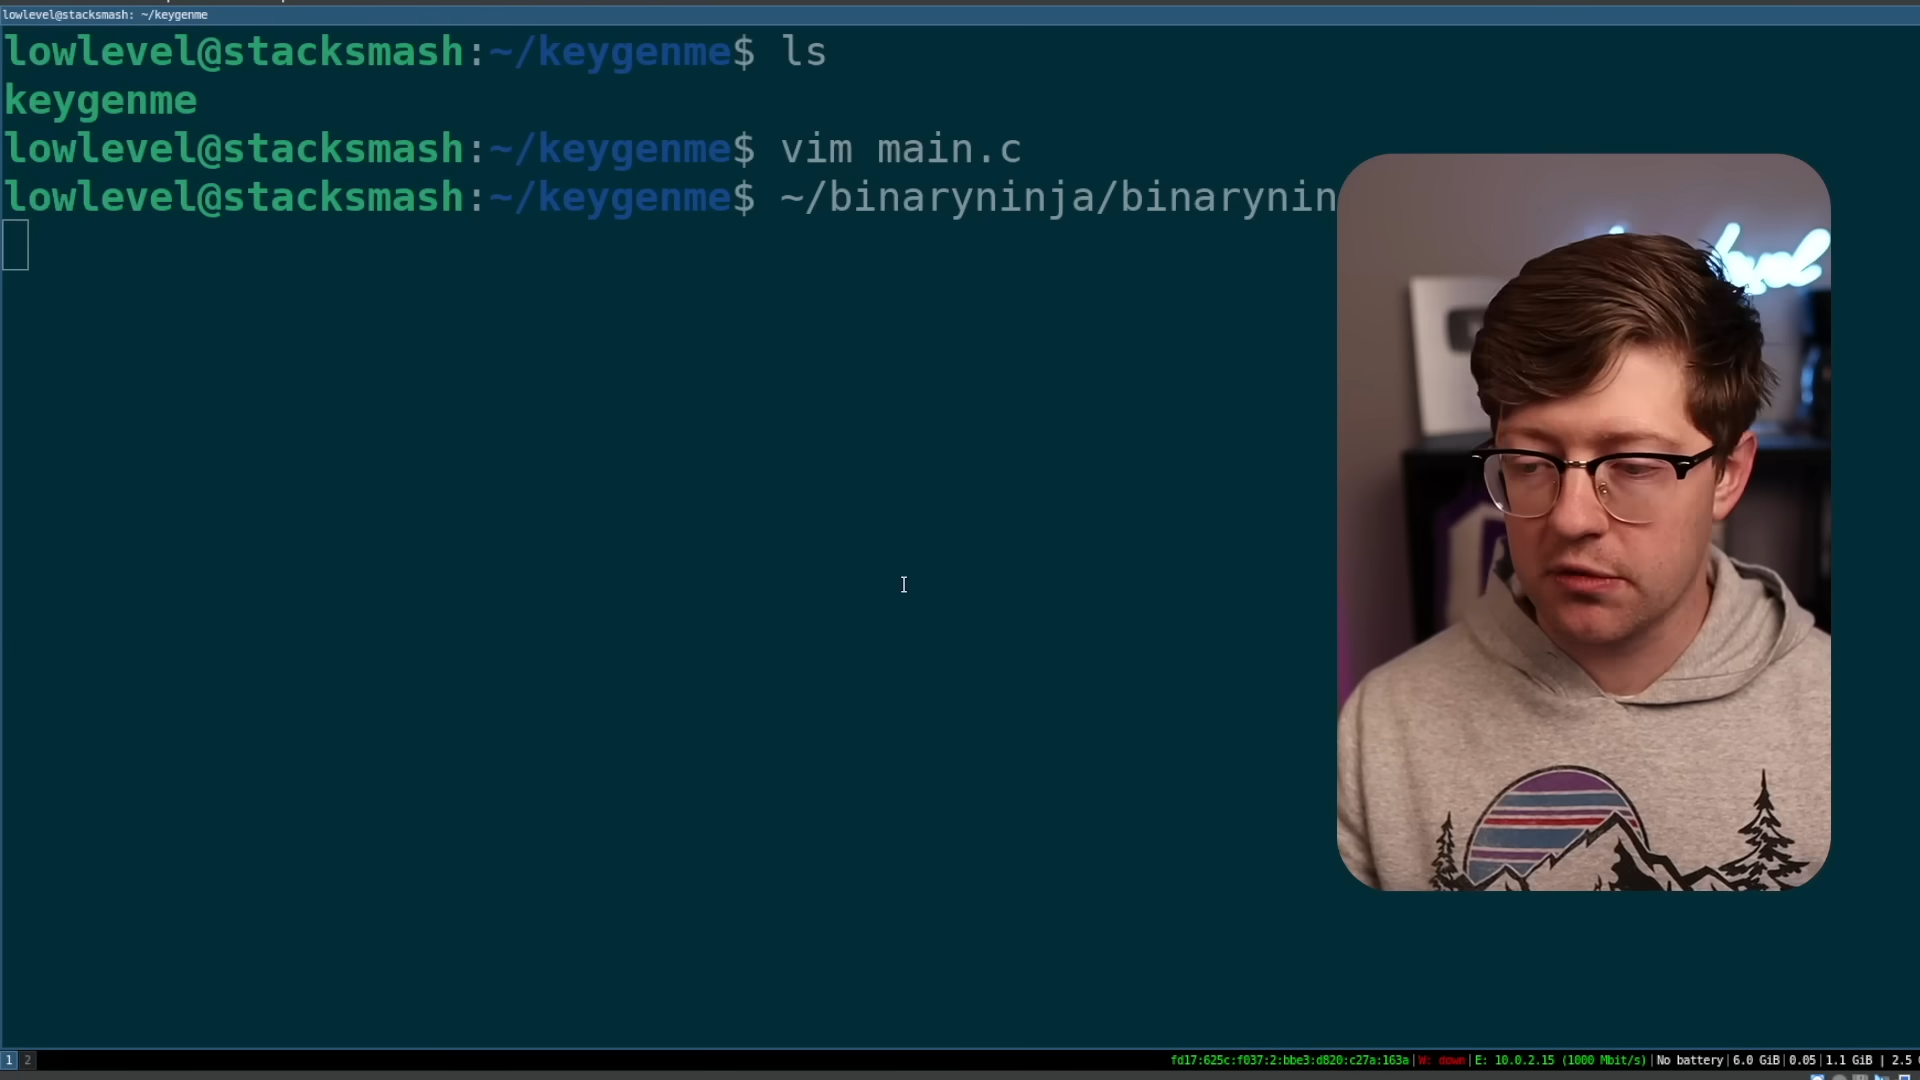 lowlevel@stacksmash: ~/keygenme
lowlevel@stacksmash:~/keygenme$ ls
keygenme
lowlevel@stacksmash:~/keygenme$ vim main.c
lowlevel@stacksmash:~/keygenme$ ~/binaryninja/binarynin
1 2
fd17:625c:f037:2:bbe3:d820:c27a:163a|W: down|E: 10.0.2.15 (1000 Mbit/s)|No battery|6.0 GiB|0.05|1.1 GiB | 2.5